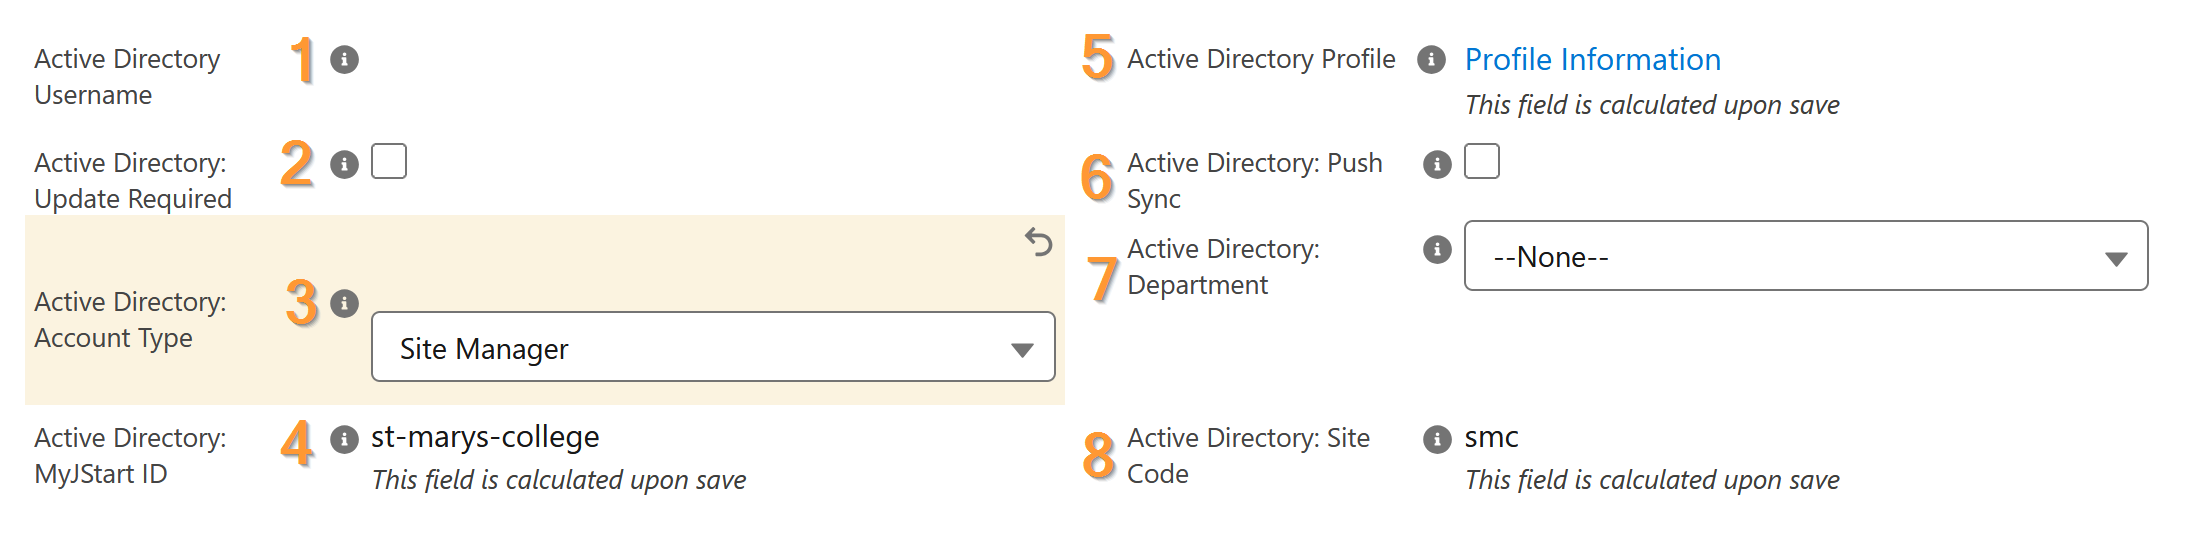 Active Directory
Username
1
2
Active Directory:
Update Required
Active Directory:
Account Type
3
Site Manager
Active Directory:
MyJStart ID
4
st-marys-college
This field is calculated upon save
5
Active Directory Profile
Profile Information
This field is calculated upon save
6
Active Directory: Push
Sync
7
Active Directory:
Department
--None--
8
Active Directory: Site
Code
smc
This field is calculated upon save